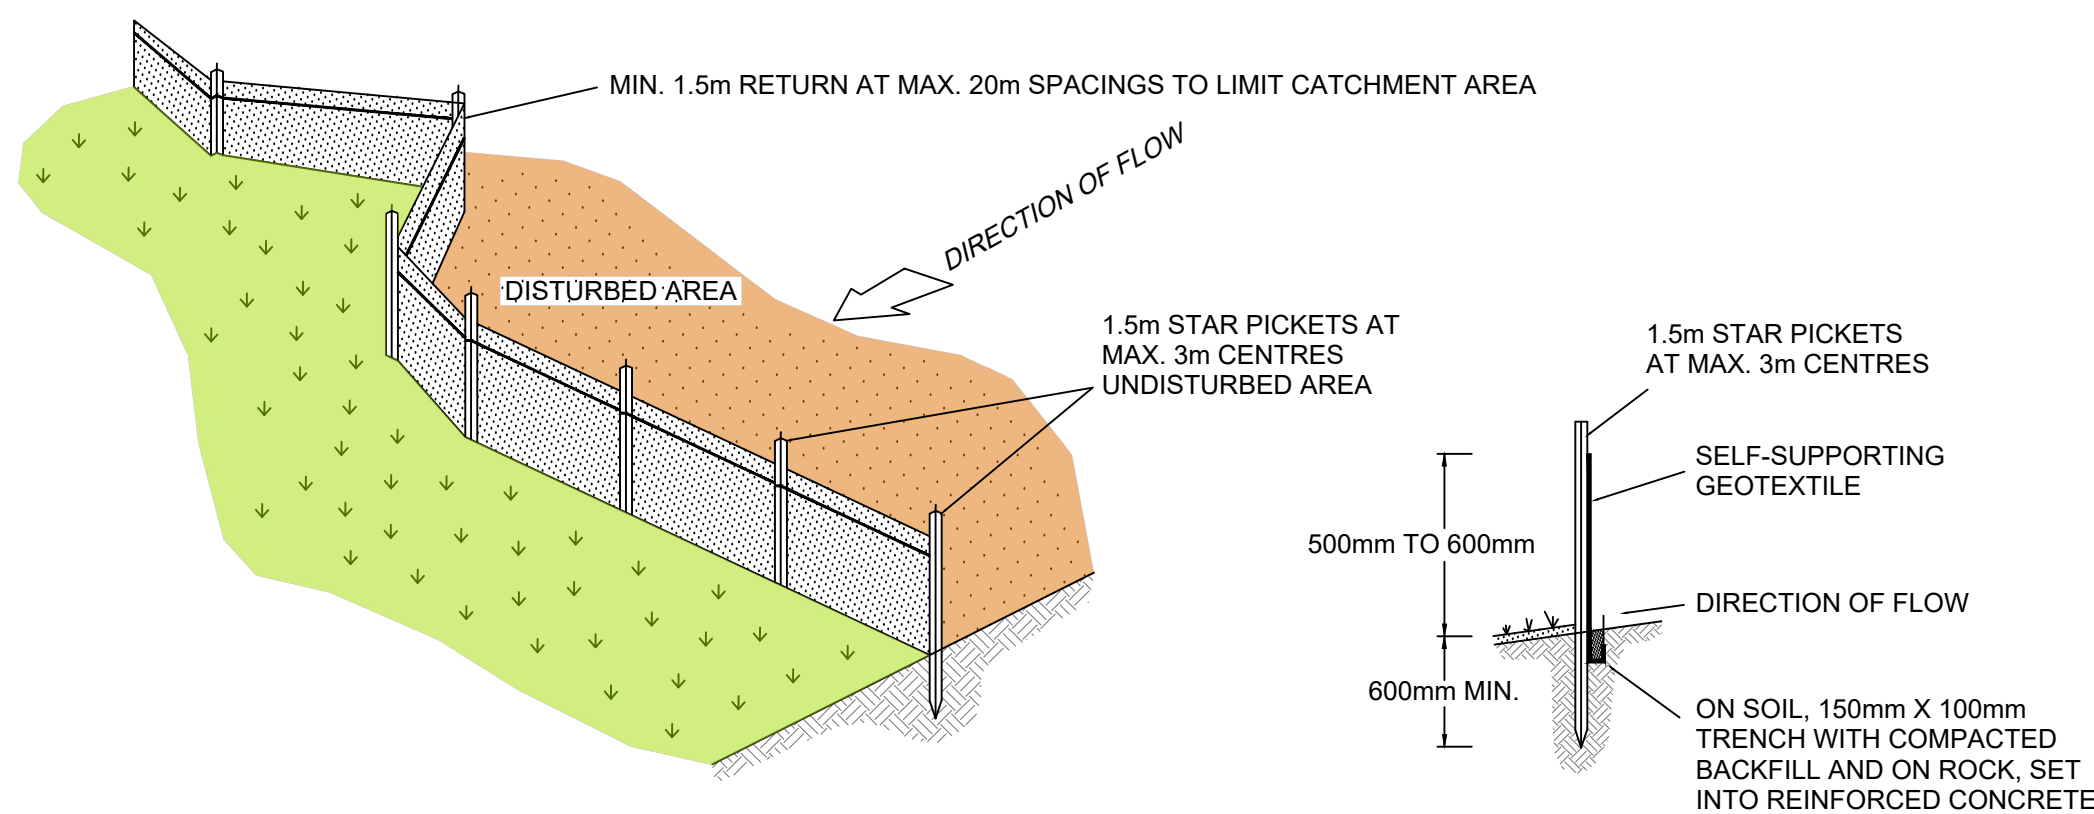 MIN. 1.5m RETURN AT MAX. 20m SPACINGS TO LIMIT CATCHMENT AREA
DIRECTION OF FLOW
DISTURBED AREA
1.5m STAR PICKETS AT
MAX. 3m CENTRES
UNDISTURBED AREA
1.5m STAR PICKETS
AT MAX. 3m CENTRES
SELF-SUPPORTING
GEOTEXTILE
500mm TO 600mm
DIRECTION OF FLOW
600mm MIN.
ON SOIL, 150mm X 100mm
TRENCH WITH COMPACTED
BACKFILL AND ON ROCK, SET
INTO REINFORCED CONCRETE